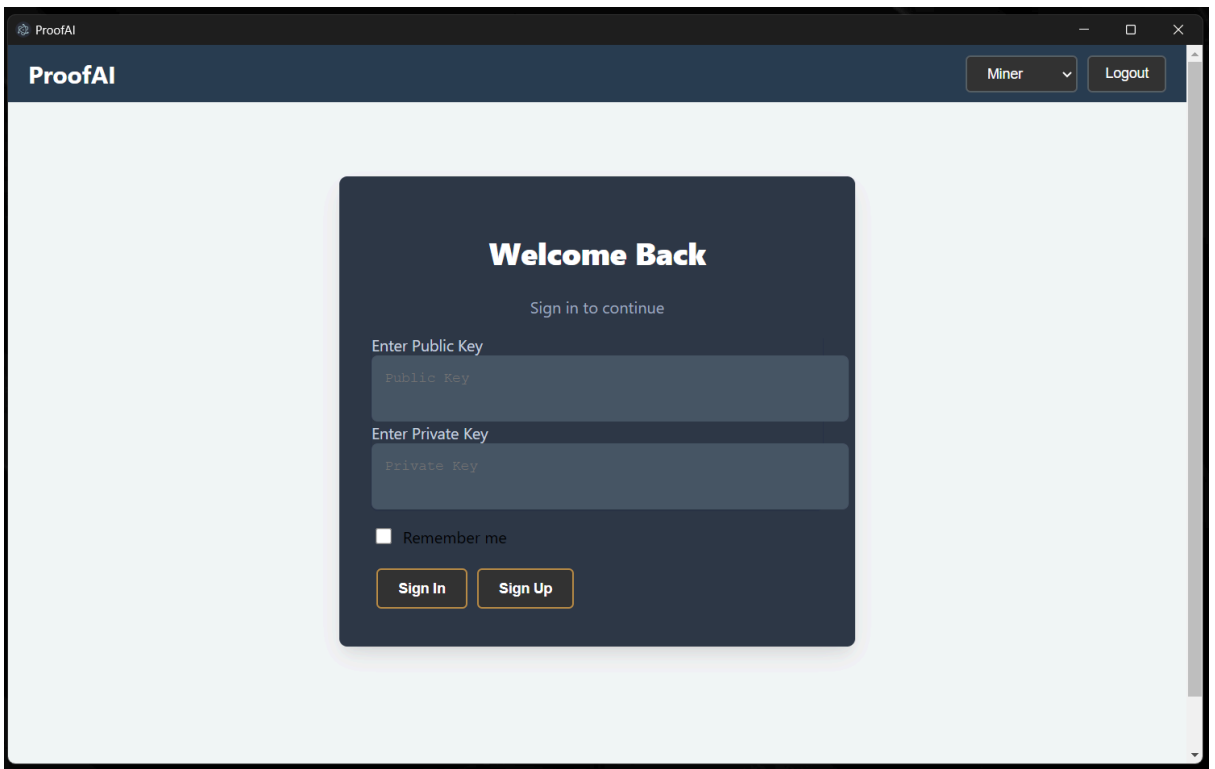 ProofAI
ProofAI
Miner
Logout
Welcome Back
Sign in to continue
Enter Public Key
Public Key
Enter Private Key
Private Key
Remember me
Sign In
Sign Up